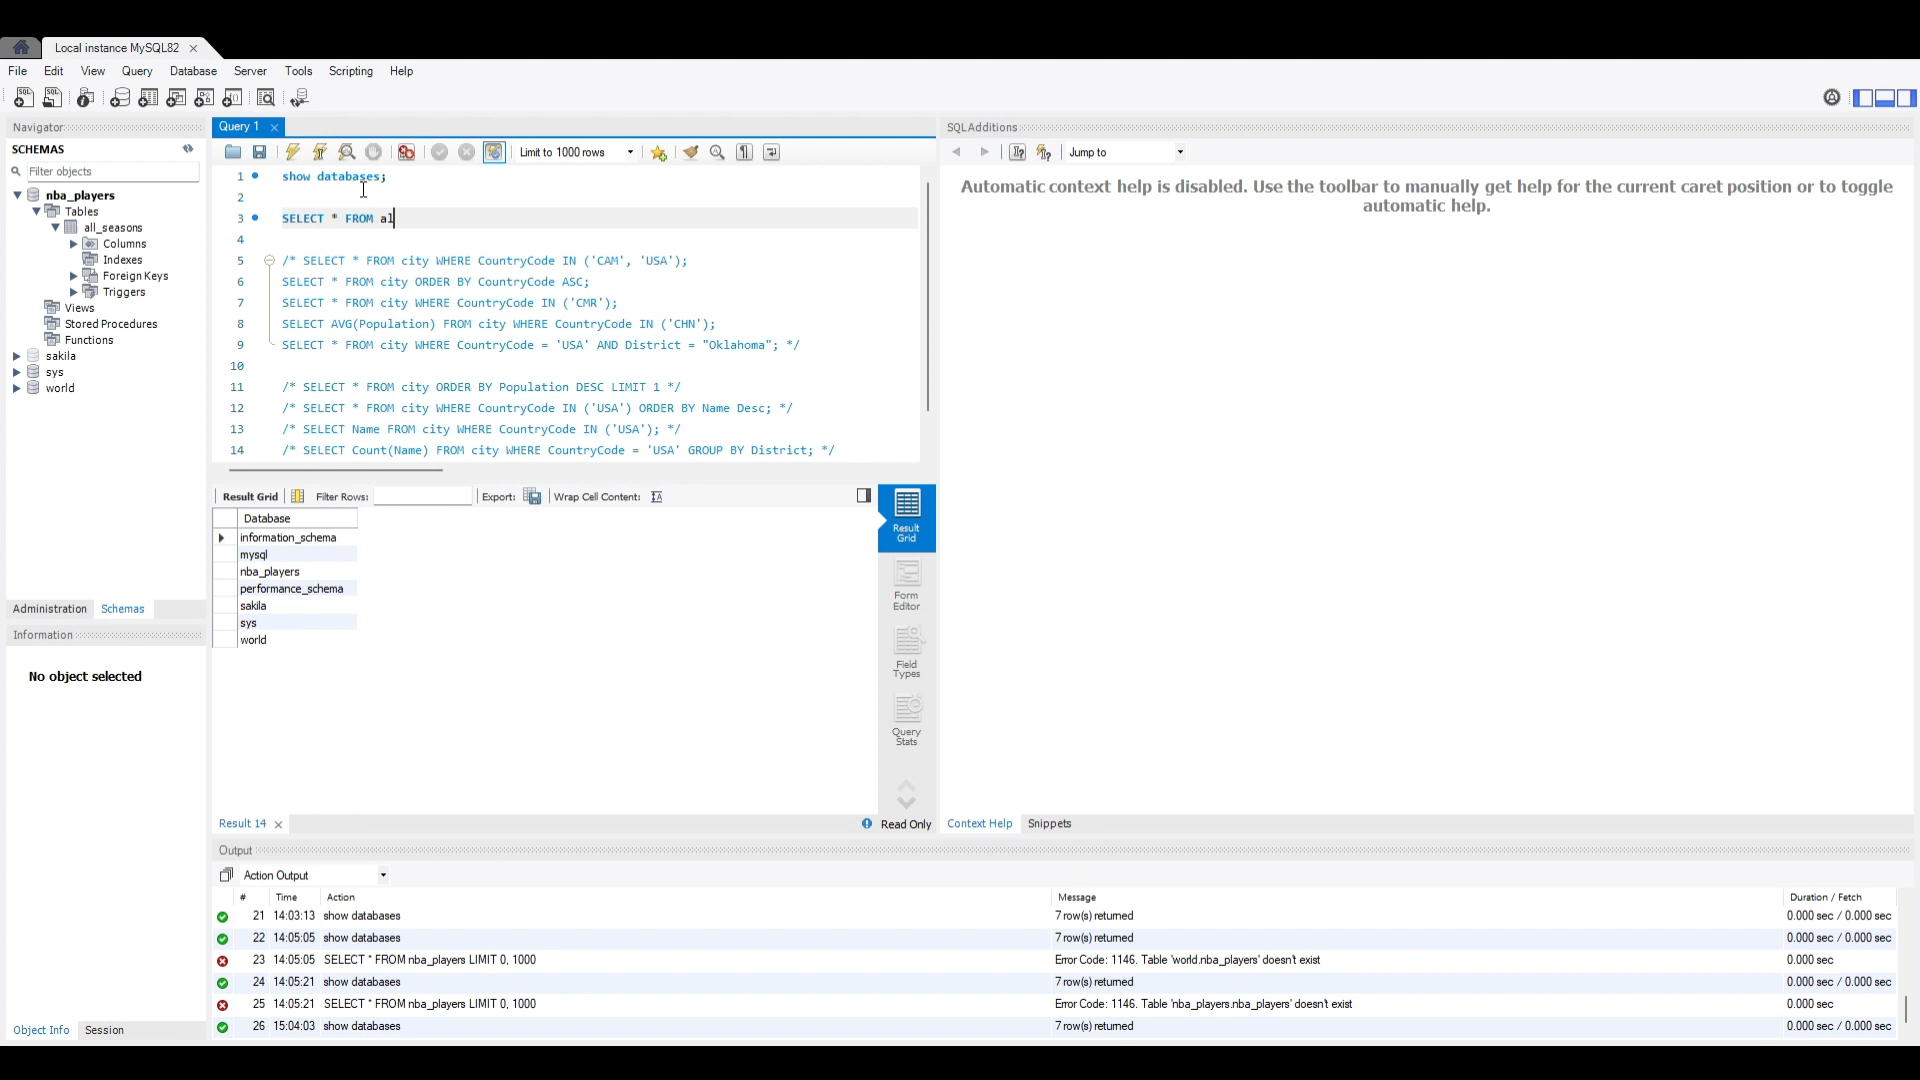 Local instance MySQL82
File Edit View Query Database Server Tools Scripting Help
Navigator
SCHEMAS
Filter objects
nba_players
Tables
all_seasons
Columns
Indexes
Foreign Keys
Triggers
Views
Stored Procedures
Functions
sakila
sys
world
Administration Schemas
Information
No object selected
Object Info Session
Query 1
Limit to 1000 rows
1 show databases;
2
3 SELECT * FROM al
4
5 /* SELECT * FROM city WHERE CountryCode IN ('CAM', 'USA');
6 SELECT * FROM city ORDER BY CountryCode ASC;
7 SELECT * FROM city WHERE CountryCode IN ('CMR');
8 SELECT AVG(Population) FROM city WHERE CountryCode IN ('CHN');
9 SELECT * FROM city WHERE CountryCode = 'USA' AND District = "Oklahoma"; */
10
11 /* SELECT * FROM city ORDER BY Population DESC LIMIT 1 */
12 /* SELECT * FROM city WHERE CountryCode IN ('USA') ORDER BY Name Desc; */
13 /* SELECT Name FROM city WHERE CountryCode IN ('USA'); */
14 /* SELECT Count(Name) FROM city WHERE CountryCode = 'USA' GROUP BY District; */
Result Grid Filter Rows: Export: Wrap Cell Content:
Database
information_schema
mysql
nba_players
performance_schema
sakila
sys
world
Result
Grid
Form
Editor
Field
Types
Query
Stats
Result 14 Read Only
SQLAdditions
Jump to
Automatic context help is disabled. Use the toolbar to manually get help for the current caret position or to toggle
automatic help.
Context Help Snippets
Output
Action Output
# Time Action Message Duration / Fetch
21 14:03:13 show databases 7 row(s) returned 0.000 sec / 0.000 sec
22 14:05:05 show databases 7 row(s) returned 0.000 sec / 0.000 sec
23 14:05:05 SELECT * FROM nba_players LIMIT 0, 1000 Error Code: 1146. Table 'world.nba_players' doesn't exist 0.000 sec
24 14:05:21 show databases 7 row(s) returned 0.000 sec / 0.000 sec
25 14:05:21 SELECT * FROM nba_players LIMIT 0, 1000 Error Code: 1146. Table 'nba_players.nba_players' doesn't exist 0.000 sec
26 15:04:03 show databases 7 row(s) returned 0.000 sec / 0.000 sec